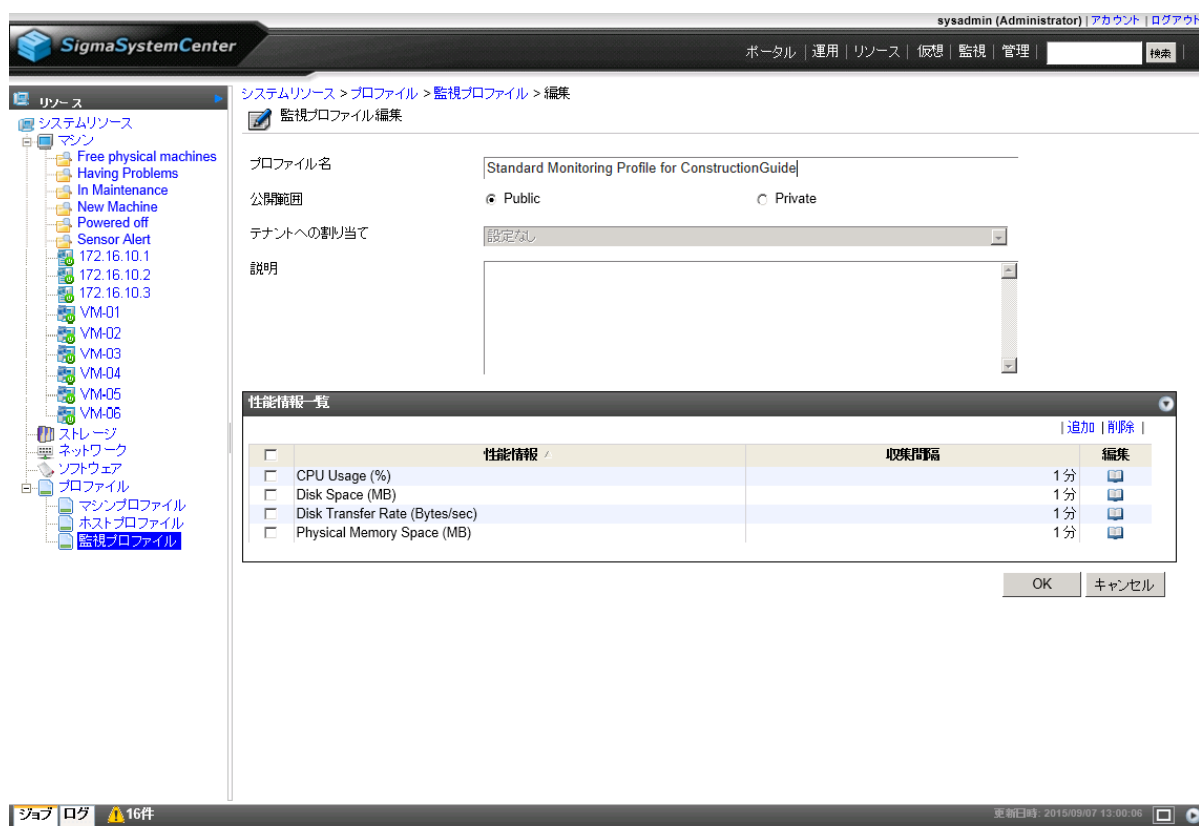 sysadmin (Administrator) | アカウント | ログアウト
SigmaSystemCenter
ポータル | 運用 | リソース | 仮想 | 監視 | 管理 | 検索 |
リソース
システムリソース
マシン
Free physical machines
Having Problems
In Maintenance
New Machine
Powered off
Sensor Alert
172.16.10.1
172.16.10.2
172.16.10.3
VM-01
VM-02
VM-03
VM-04
VM-05
VM-06
ストレージ
ネットワーク
ソフトウェア
プロファイル
マシンプロファイル
ホストプロファイル
監視プロファイル
システムリソース > プロファイル > 監視プロファイル > 編集
監視プロファイル編集
プロファイル名 Standard Monitoring Profile for ConstructionGuide
公開範囲 Public Private
テナントへの割り当て 設定なし
説明
性能情報一覧
| 追加 | 削除 |
性能情報 収集間隔 編集
CPU Usage (%) 1分
Disk Space (MB) 1分
Disk Transfer Rate (Bytes/sec) 1分
Physical Memory Space (MB) 1分
OK キャンセル
ジョブ ログ 16件 更新日時: 2015/09/07 13:00:06